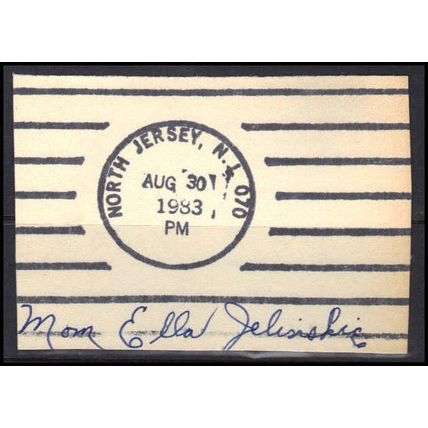 NORTH JERSEY, N.J. 070
AUG 30
1983
PM
Mom Ella Jelisiskie